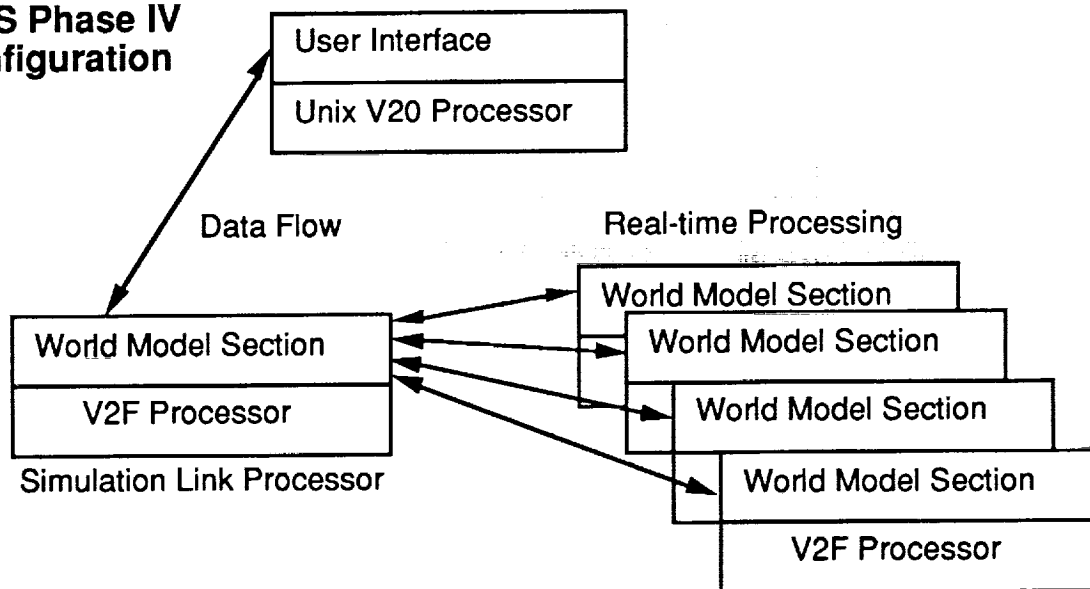 S Phase IV
nfiguration
User Interface
Unix V20 Processor
Data Flow
Real-time Processing
World Model Section
World Model Section
World Model Section
World Model Section
V2F Processor
World Model Section
V2F Processor
Simulation Link Processor